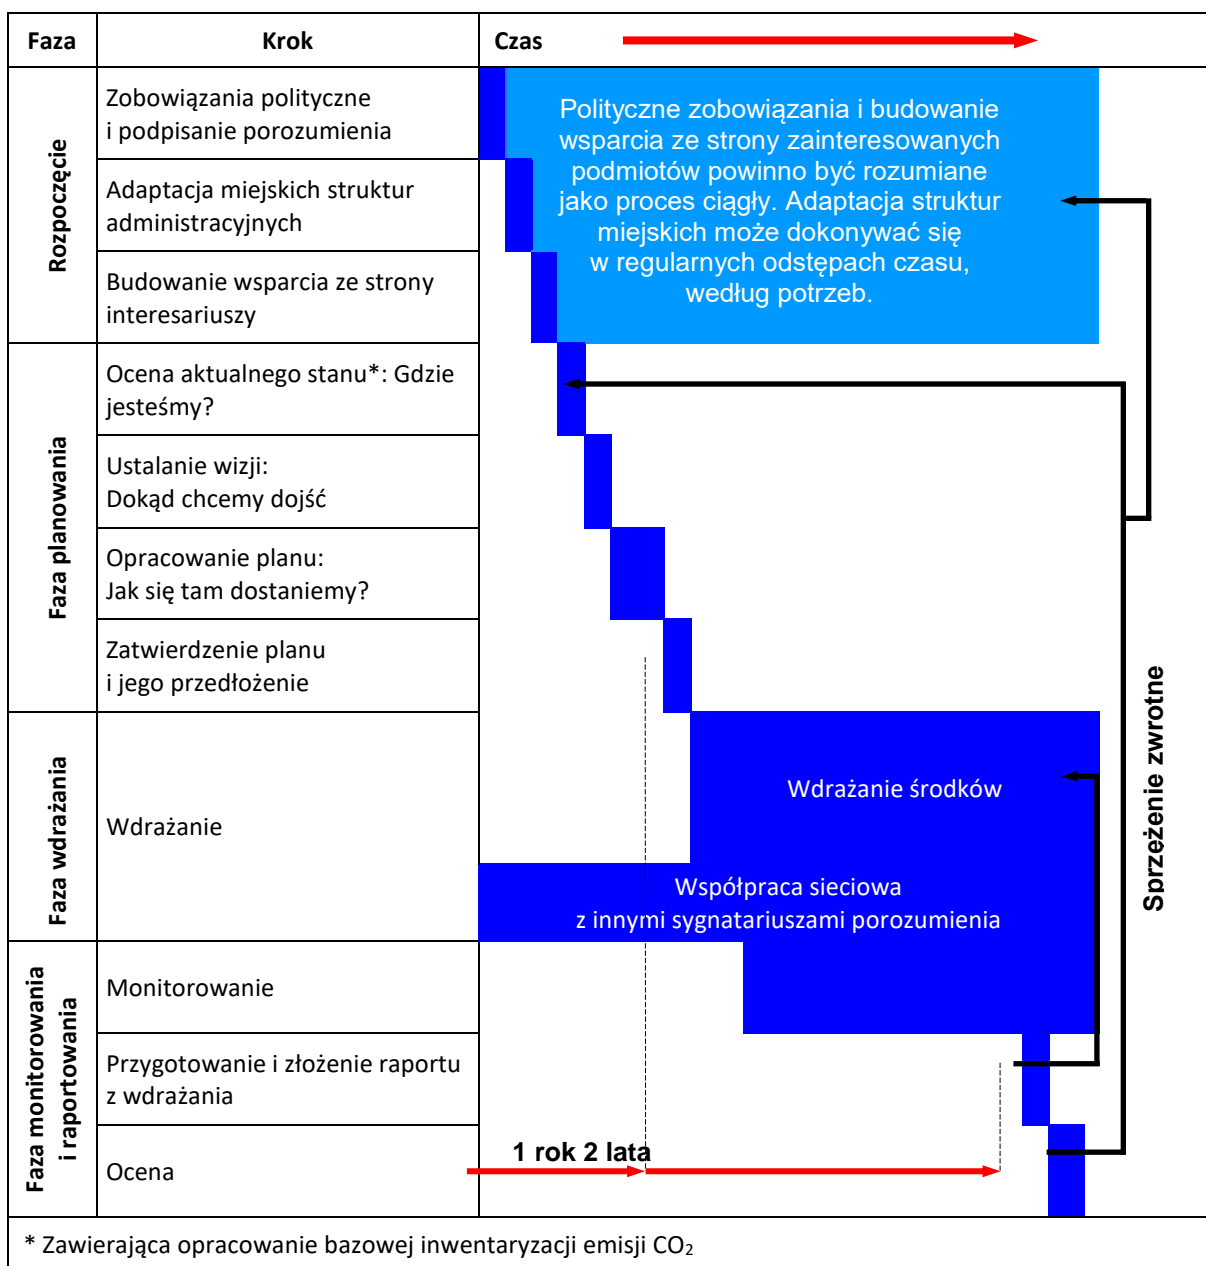 Faza
Krok
Czas
Rozpoczęcie
Zobowiązania polityczne
i podpisanie porozumienia
Polityczne zobowiązania i budowanie
wsparcia ze strony zainteresowanych
podmiotów powinno być rozumiane
jako proces ciągły. Adaptacja struktur
miejskich może dokonywać się
w regularnych odstępach czasu,
według potrzeb.
Adaptacja miejskich struktur
administracyjnych
Budowanie wsparcia ze strony
interesariuszy
Faza planowania
Ocena aktualnego stanu*: Gdzie
jesteśmy?
Ustalanie wizji:
Dokąd chcemy dojść
Opracowanie planu:
Jak się tam dostaniemy?
Zatwierdzenie planu
i jego przedłożenie
Sprzężenie zwrotne
Faza wdrażania
Wdrażanie
Wdrażanie środków
Współpraca sieciowa
z innymi sygnatariuszami porozumienia
Faza monitorowania
i raportowania
Monitorowanie
Przygotowanie i złożenie raportu
z wdrażania
Ocena
1 rok 2 lata
* Zawierająca opracowanie bazowej inwentaryzacji emisji CO₂